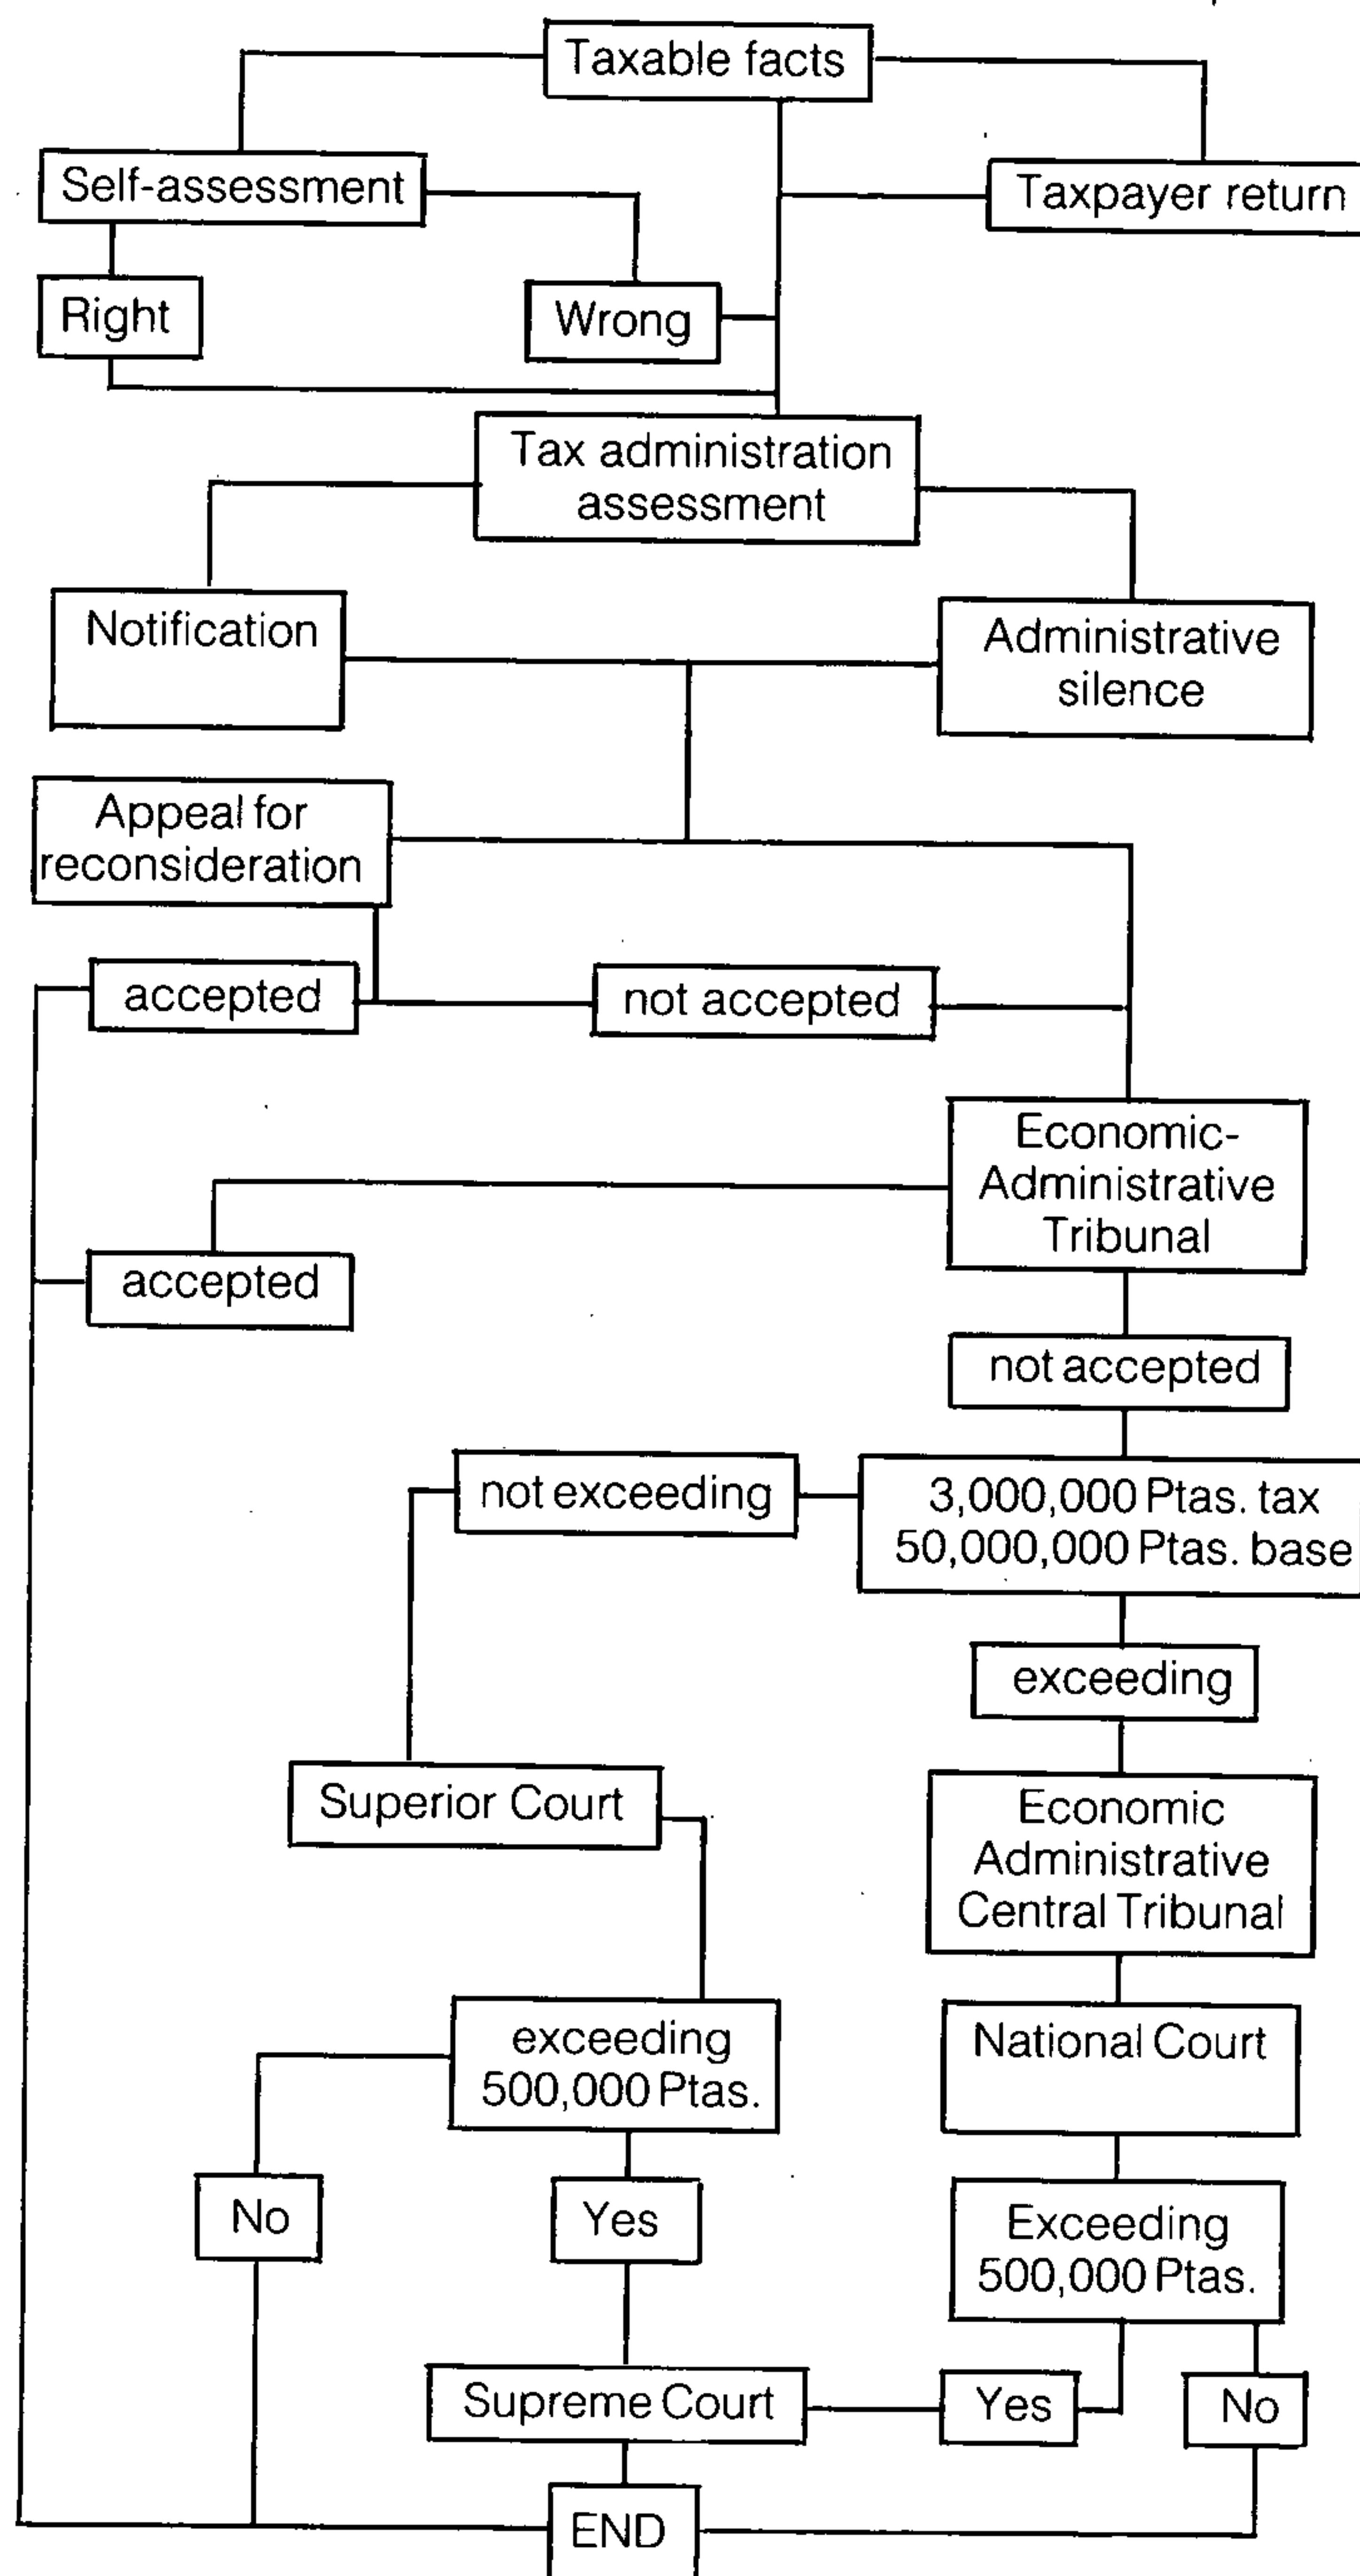 Taxable facts
Self-assessment
Taxpayer return
Right
Wrong
Tax administration
assessment
Notification
Administrative
silence
Appeal for
reconsideration
accepted
not accepted
Economic-
Administrative
Tribunal
accepted
not accepted
not exceeding
3,000,000 Ptas. tax
50,000,000 Ptas. base
exceeding
Superior Court
Economic
Administrative
Central Tribunal
exceeding
500,000 Ptas.
National Court
No
Yes
Exceeding
500,000 Ptas.
Supreme Court
Yes
No
END